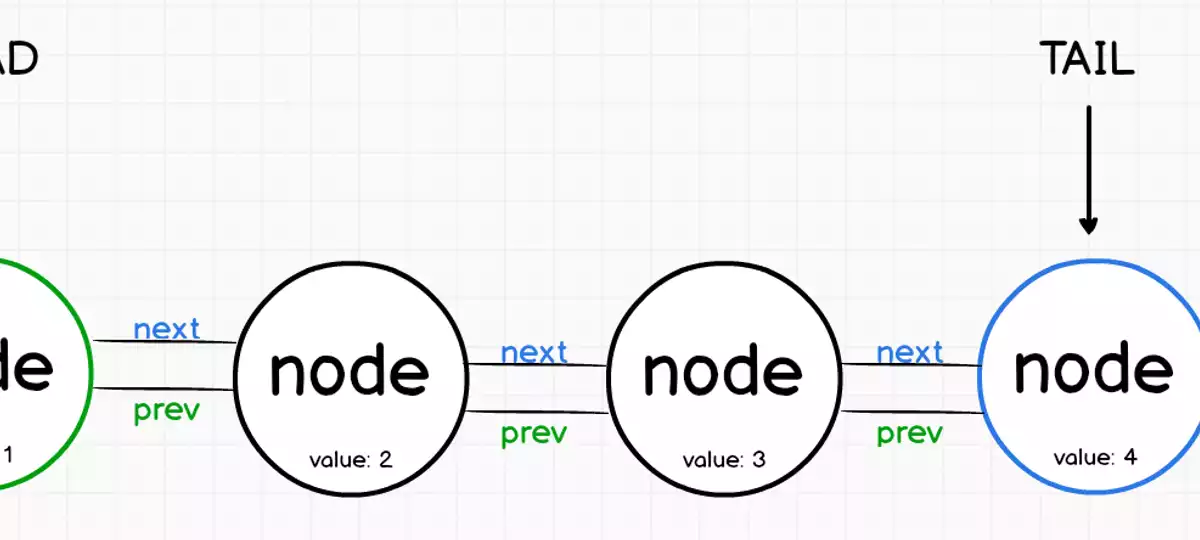 AD
TAIL
next
next
next
de
node
node
node
prev
prev
prev
1
value: 2
value: 3
value: 4